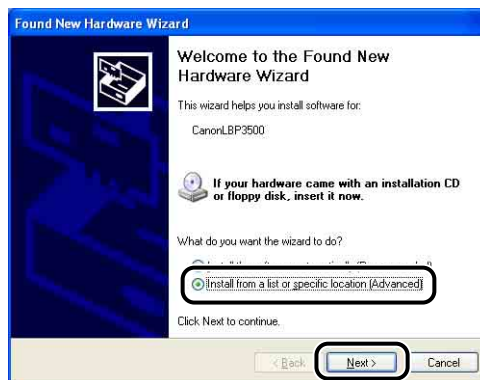 Found New Hardware Wizard
Welcome to the Found New
Hardware Wizard
This wizard helps you install software for:
CanonLBP3500
If your hardware came with an installation CD
or floppy disk, insert it now.
What do you want the wizard to do?
Install from a list or specific location (Advanced)
Click Next to continue.
< Back
Next >
Cancel